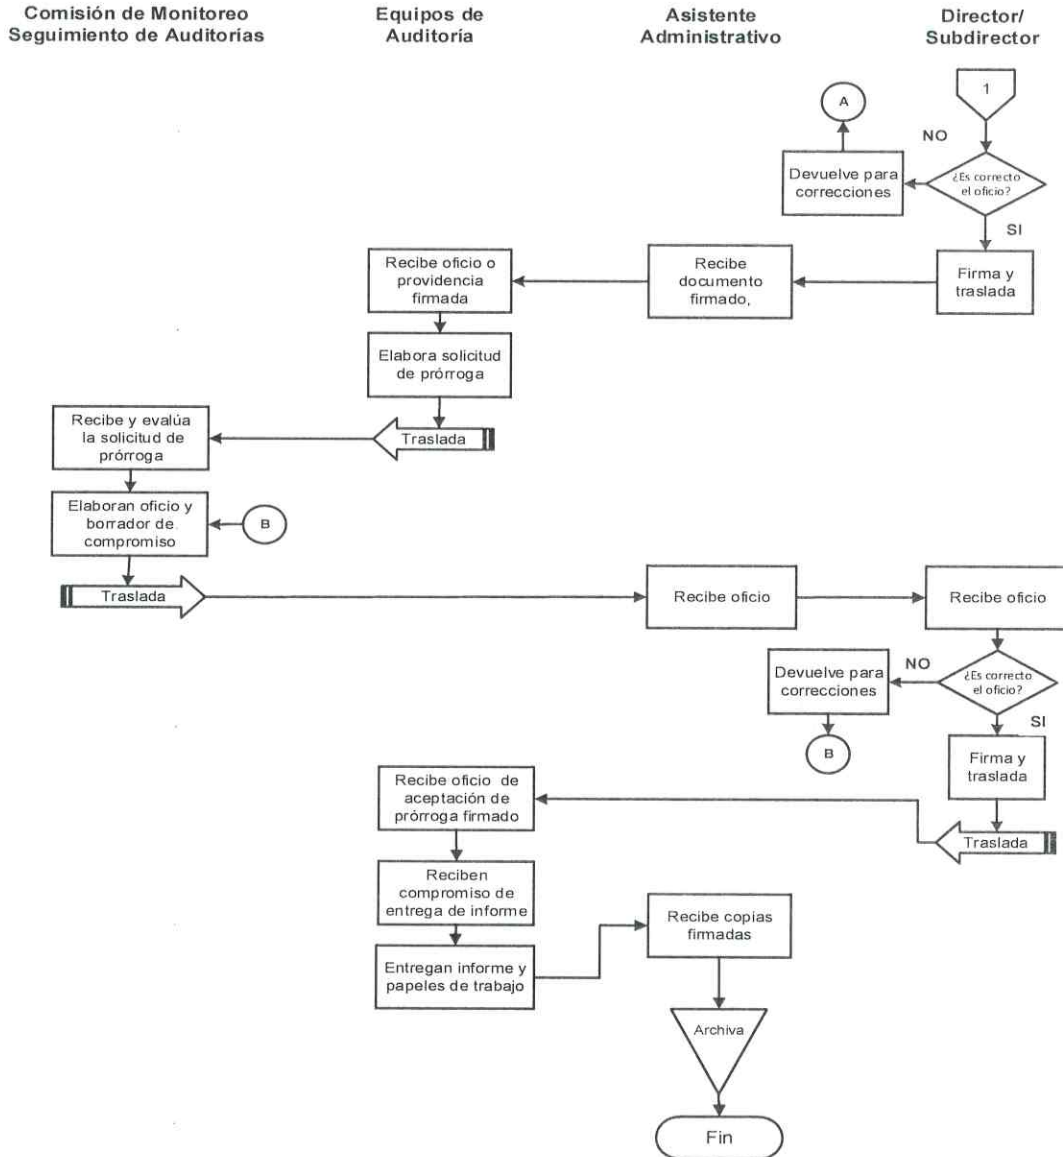 Comisión de Monitoreo
Seguimiento de Auditorías
Equipos de
Auditoría
Asistente
Administrativo
Director/
Subdirector
1
A
NO
¿Es correcto
el oficio?
Devuelve para
correcciones
SI
Firma y
traslada
Recibe
documento
firmado,
Recibe oficio o
providencia
firmada
Elabora solicitud
de prórroga
Traslada
Recibe y evalúa
la solicitud de
prórroga
Elaboran oficio y
borrador de
compromiso
B
Traslada
Recibe oficio
Recibe oficio
¿Es correcto
el oficio?
NO
Devuelve para
correcciones
B
SI
Firma y
traslada
Traslada
Recibe oficio de
aceptación de
prórroga firmado
Reciben
compromiso de
entrega de informe
Entregan informe y
papeles de trabajo
Recibe copias
firmadas
Archiva
Fin